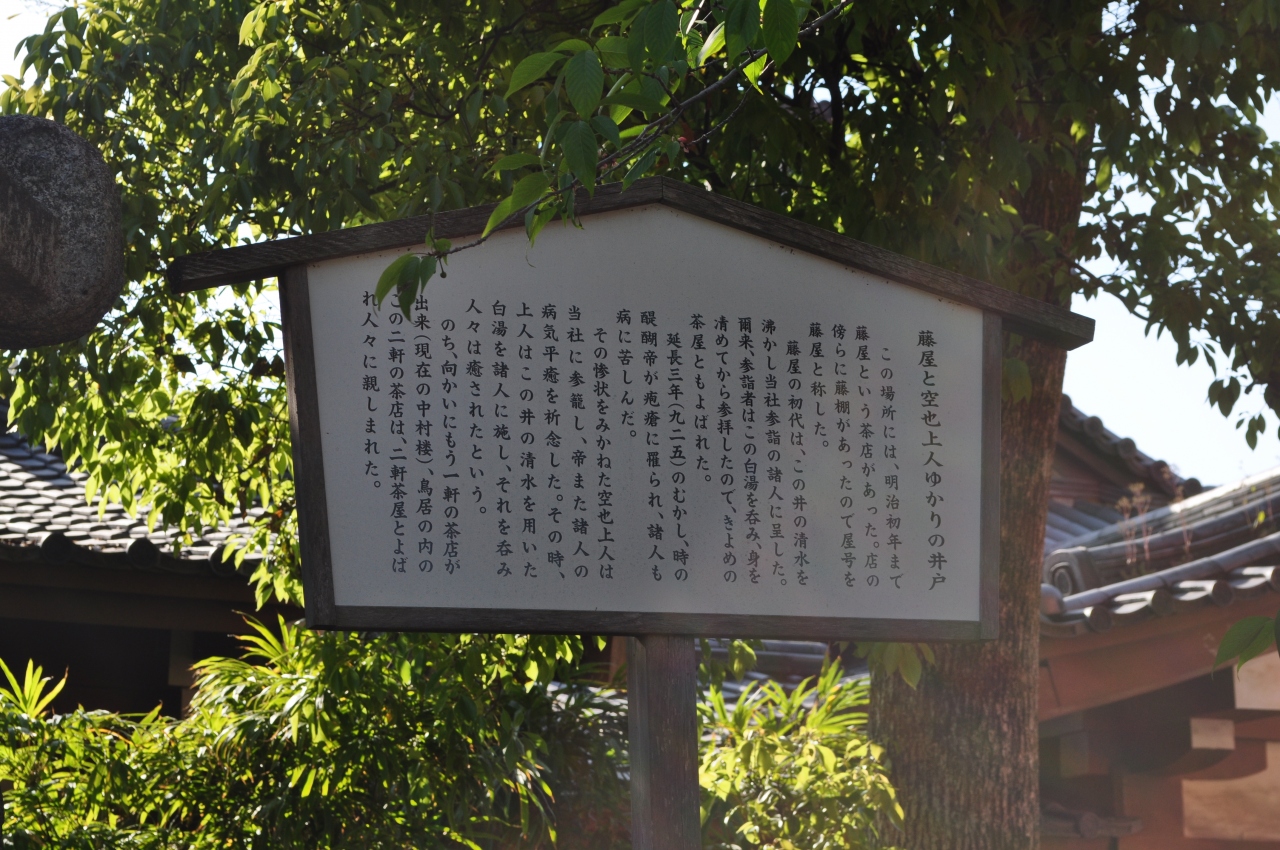 藤屋と空也上人ゆかりの井戸
この場所には、明治初年まで
藤屋という茶店があった。店の
傍らに藤棚があったので屋号を
藤屋と称した。
藤屋の初代は、この井の清水を
沸かし当社参詣の諸人に呈した。
爾来、参詣者はこの白湯を呑み、身を
清めてから参拝したので、きよめの
茶屋ともよばれた。
延長三年(九二五)のむかし、時の
醍醐帝が疱瘡に罹られ、諸人も
病に苦しんだ。
その惨状をみかねた空也上人は
当社に参籠し、帝また諸人の
病気平癒を祈念した。その時、
上人はこの井の清水を用いた
白湯を諸人に施し、それを呑み
人々は癒されたという。
のち、向かいにもう一軒の茶店が
出来(現在の中村楼)、鳥居の内の
この二軒の茶店は、二軒茶屋とよば
れ人々に親しまれた。